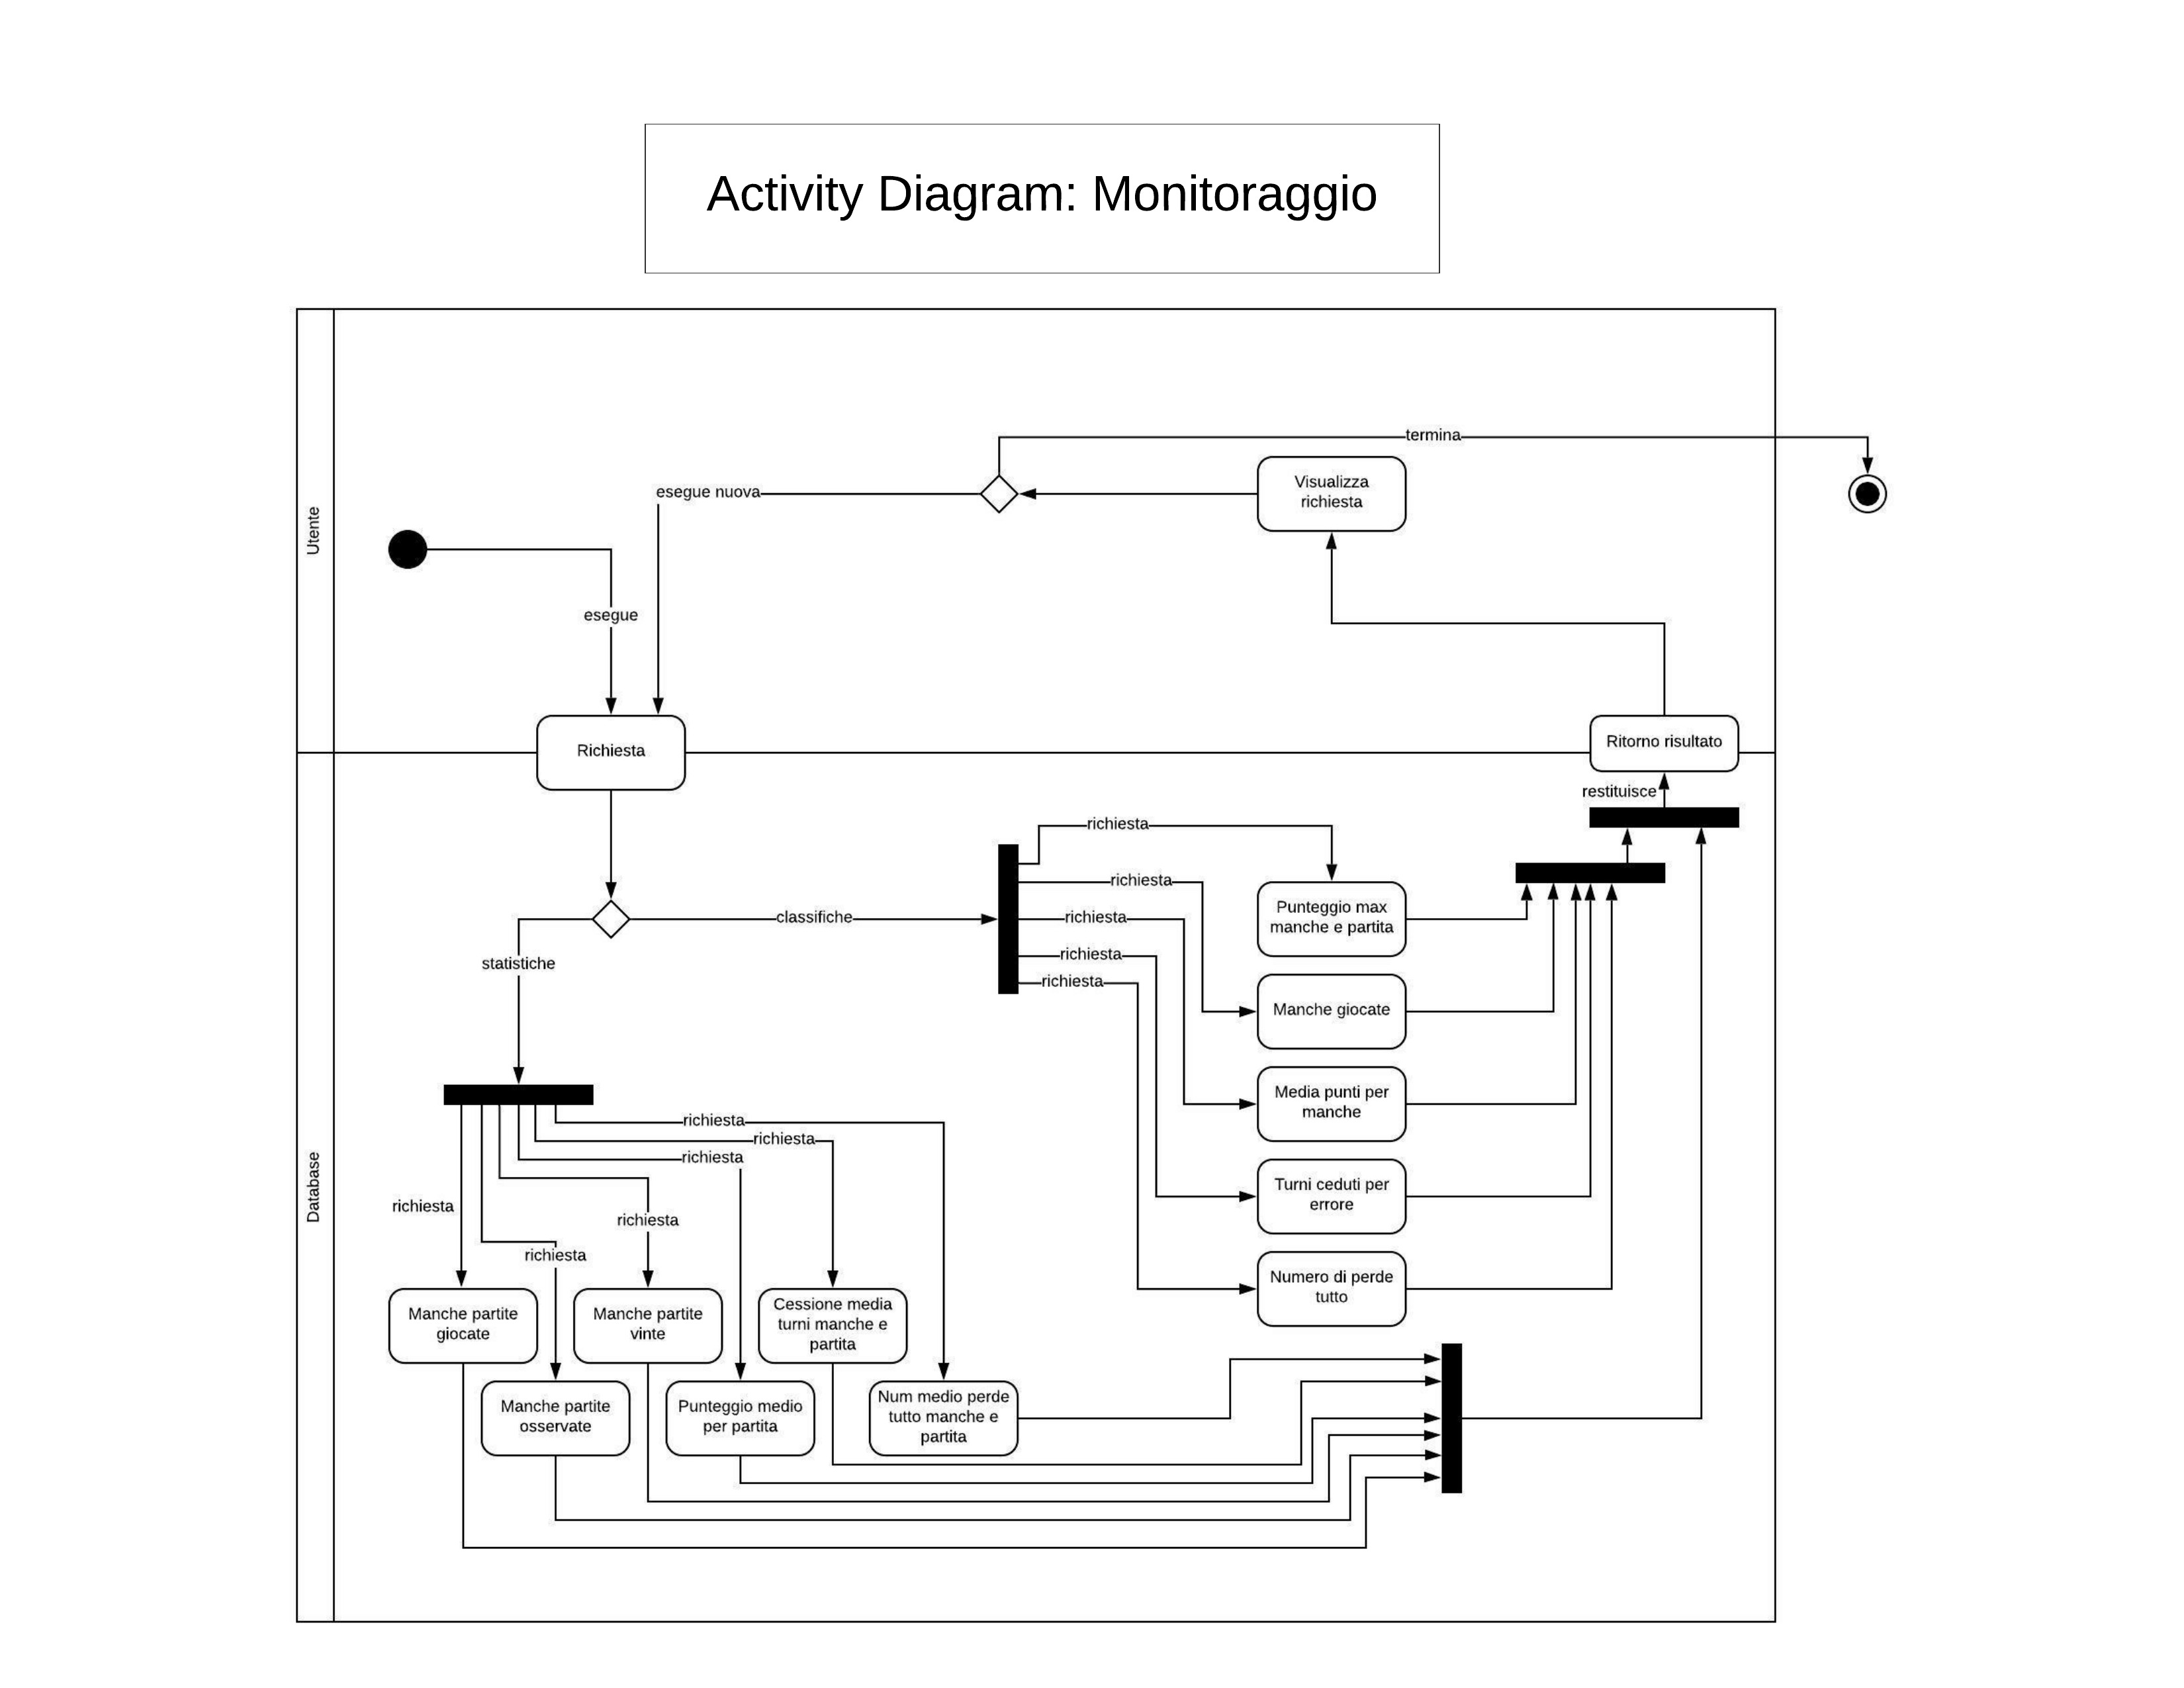 Activity Diagram: Monitoraggio
termina
esegue nuova
Visualizza
richiesta
Utente
esegue
Richiesta
Ritorno risultato
restituisce
richiesta
richiesta
classifiche
richiesta
Punteggio max
manche e partita
statistiche
richiesta
richiesta
Manche giocate
Media punti per
manche
richiesta
richiesta
richiesta
Database
Turni ceduti per
errore
richiesta
richiesta
richiesta
Numero di perde
tutto
Manche partite
giocate
Manche partite
vinte
Cessione media
turni manche e
partita
Manche partite
osservate
Punteggio medio
per partita
Num medio perde
tutto manche e
partita